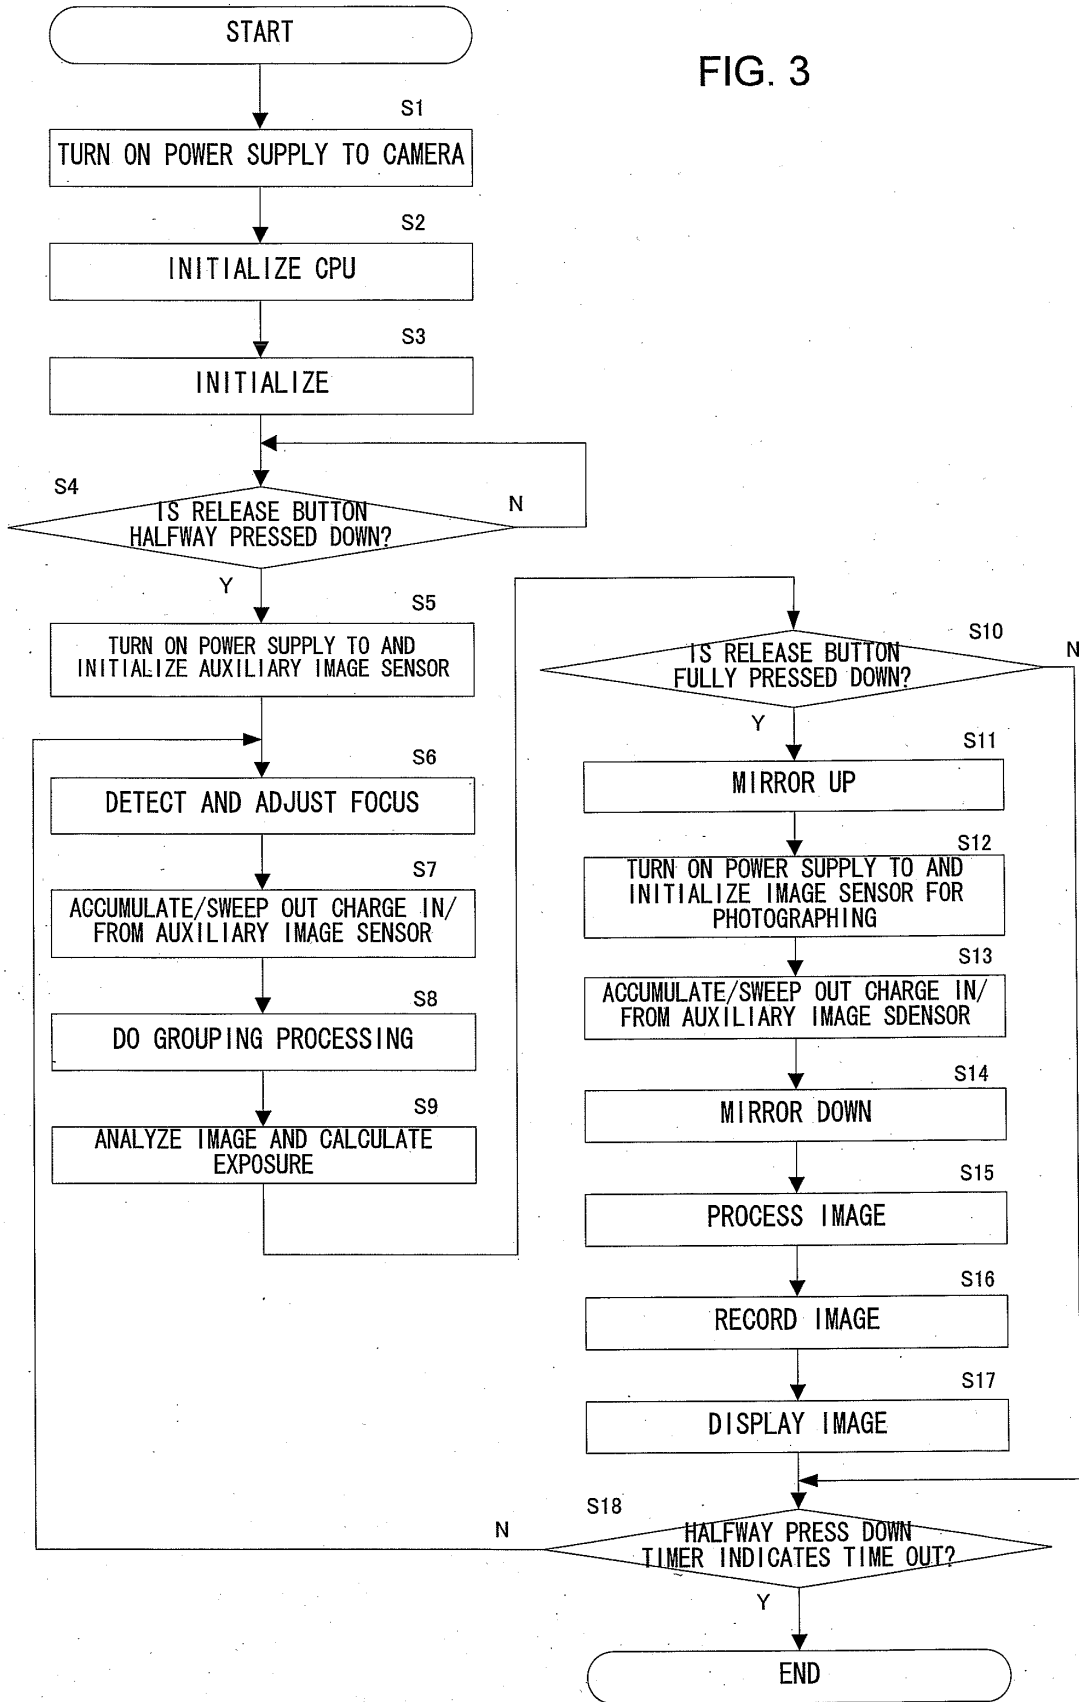 START
FIG. 3
S1
TURN ON POWER SUPPLY TO CAMERA
S2
INITIALIZE CPU
S3
INITIALIZE
S4
IS RELEASE BUTTON
HALFWAY PRESSED DOWN?
N
Y
S5
TURN ON POWER SUPPLY TO AND
INITIALIZE AUXILIARY IMAGE SENSOR
S6
DETECT AND ADJUST FOCUS
S7
ACCUMULATE/SWEEP OUT CHARGE IN/
FROM AUXILIARY IMAGE SENSOR
S8
DO GROUPING PROCESSING
S9
ANALYZE IMAGE AND CALCULATE
EXPOSURE
S10
IS RELEASE BUTTON
FULLY PRESSED DOWN?
N
Y
S11
MIRROR UP
S12
TURN ON POWER SUPPLY TO AND
INITIALIZE IMAGE SENSOR FOR
PHOTOGRAPHING
S13
ACCUMULATE/SWEEP OUT CHARGE IN/
FROM AUXILIARY IMAGE SDENSOR
S14
MIRROR DOWN
S15
PROCESS IMAGE
S16
RECORD IMAGE
S17
DISPLAY IMAGE
S18
HALFWAY PRESS DOWN
TIMER INDICATES TIME OUT?
N
Y
END